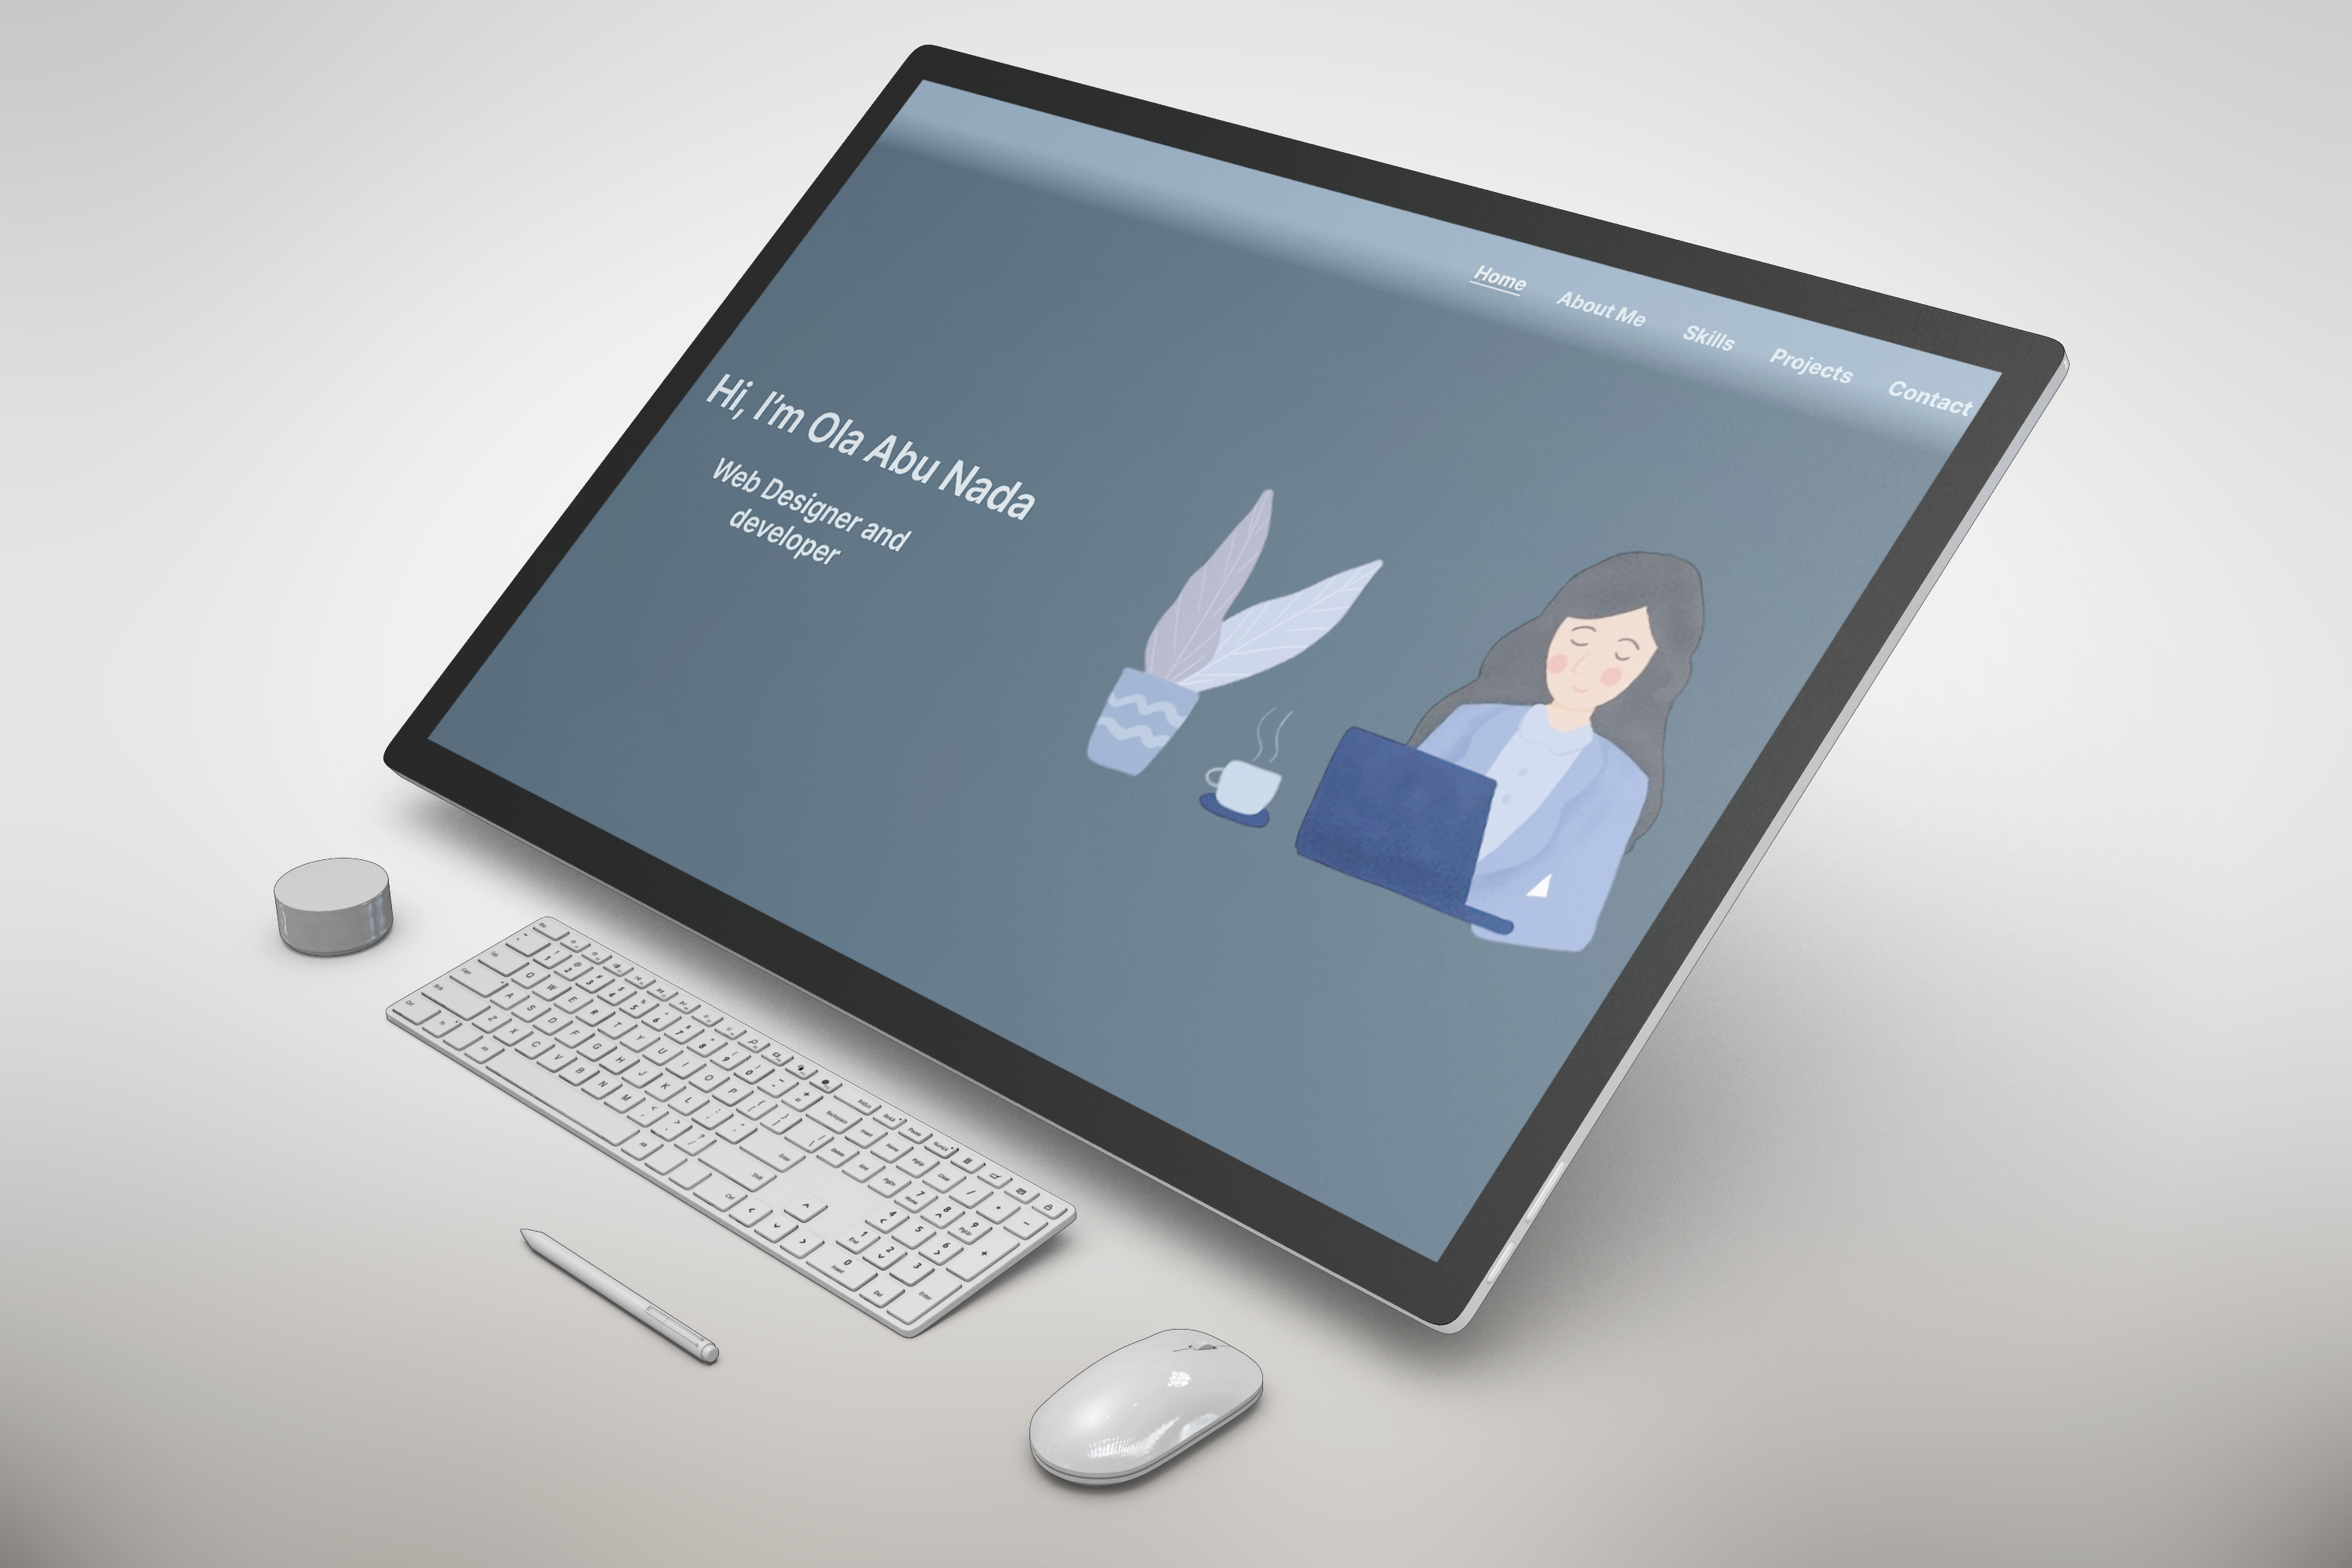 Home
About Me
Skills
Projects
Contact
Hi, I'm Ola Abu Nada
Web Designer and
developer